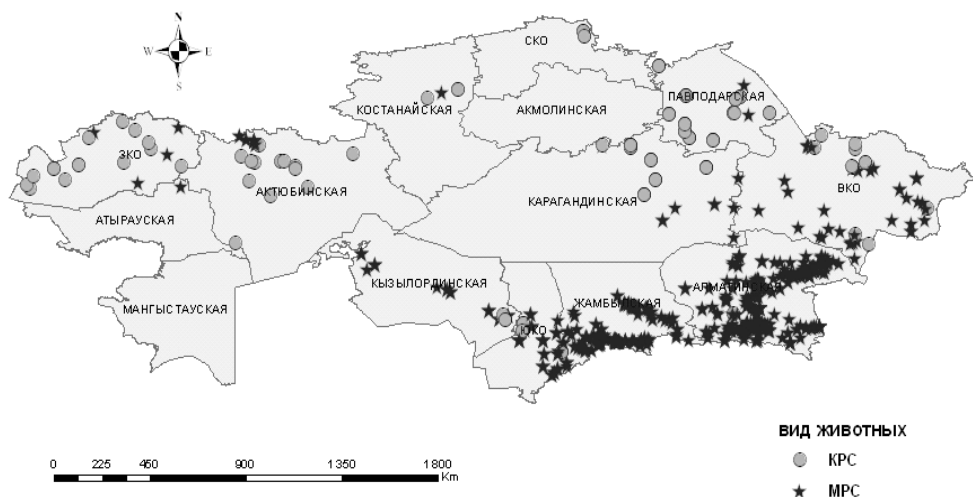 N
W E
S
СКО
КОСТАНАЙСКАЯ
АКМОЛИНСКАЯ
ПАВЛОДАРСКАЯ
ЗКО
АКТЮБИНСКАЯ
ВКО
КАРАГАНДИНСКАЯ
АТЫРАУСКАЯ
КЫЗЫЛОРДИНСКАЯ
АЛМАТИНСКАЯ
МАНГЫСТАУСКАЯ
ЖАМБЫЛСКАЯ
ЮКО
ВИД ЖИВОТНЫХ
КРС
МРС
0 225 450 900 1 350 1 800
Km